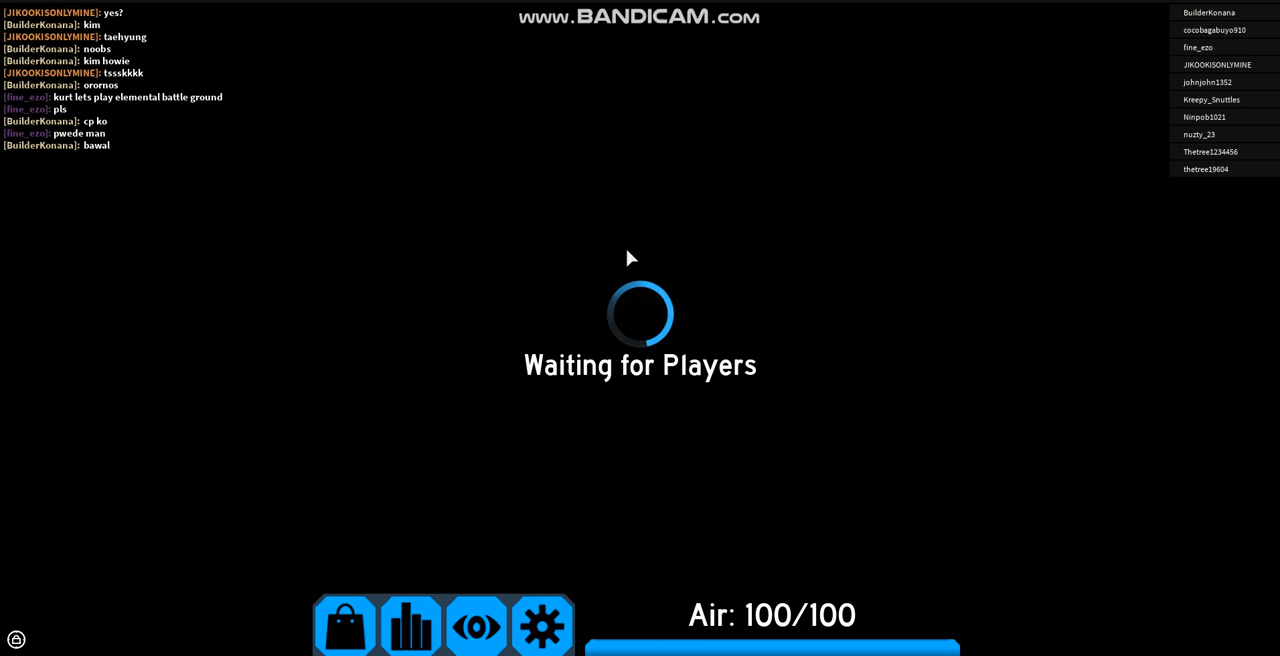 www.BANDICAM.com
[JIKOOKISONLYMINE]: yes?
[BuilderKonana]: kim
[JIKOOKISONLYMINE]: taehyung
[BuilderKonana]: noobs
[BuilderKonana]: kim howie
[JIKOOKISONLYMINE]: tssskkkk
[BuilderKonana]: orornos
[fine_ezo]: kurt lets play elemental battle ground
[fine_ezo]: pls
[BuilderKonana]: cp ko
[fine_ezo]: pwede man
[BuilderKonana]: bawal
BuilderKonana
cocobagabuyo910
fine_ezo
JIKOOKISONLYMINE
johnjohn1352
Kreepy_Snuttles
Ninpob1021
nuzty_23
Thetree1234456
thetree19604
Waiting for Players
Air: 100/100